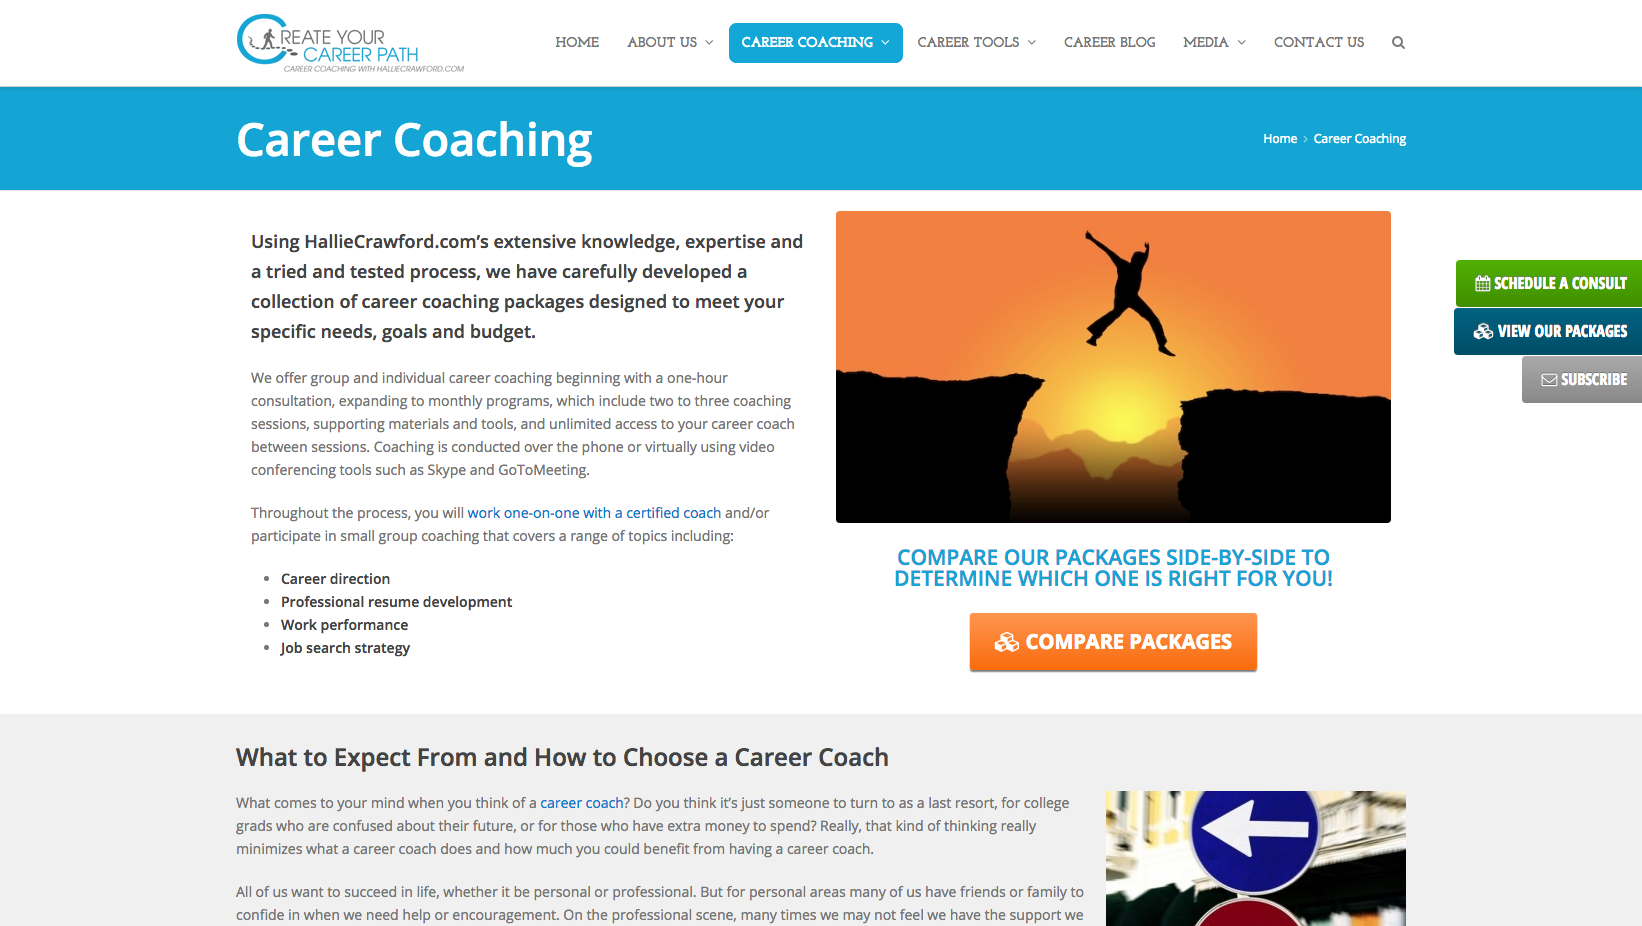 CREATE YOUR
CAREER PATH
CAREER COACHING WITH HALLIECRAWFORD.COM
HOME ABOUT US CAREER COACHING CAREER TOOLS CAREER BLOG MEDIA CONTACT US
Career Coaching
Home › Career Coaching
Using HallieCrawford.com’s extensive knowledge, expertise and
a tried and tested process, we have carefully developed a
collection of career coaching packages designed to meet your
specific needs, goals and budget.
We offer group and individual career coaching beginning with a one-hour
consultation, expanding to monthly programs, which include two to three coaching
sessions, supporting materials and tools, and unlimited access to your career coach
between sessions. Coaching is conducted over the phone or virtually using video
conferencing tools such as Skype and GoToMeeting.
Throughout the process, you will work one-on-one with a certified coach and/or
participate in small group coaching that covers a range of topics including:
• Career direction
• Professional resume development
• Work performance
• Job search strategy
COMPARE OUR PACKAGES SIDE-BY-SIDE TO
DETERMINE WHICH ONE IS RIGHT FOR YOU!
COMPARE PACKAGES
SCHEDULE A CONSULT
VIEW OUR PACKAGES
SUBSCRIBE
What to Expect From and How to Choose a Career Coach
What comes to your mind when you think of a career coach? Do you think it’s just someone to turn to as a last resort, for college
grads who are confused about their future, or for those who have extra money to spend? Really, that kind of thinking really
minimizes what a career coach does and how much you could benefit from having a career coach.
All of us want to succeed in life, whether it be personal or professional. But for personal areas many of us have friends or family to
confide in when we need help or encouragement. On the professional scene, many times we may not feel we have the support we